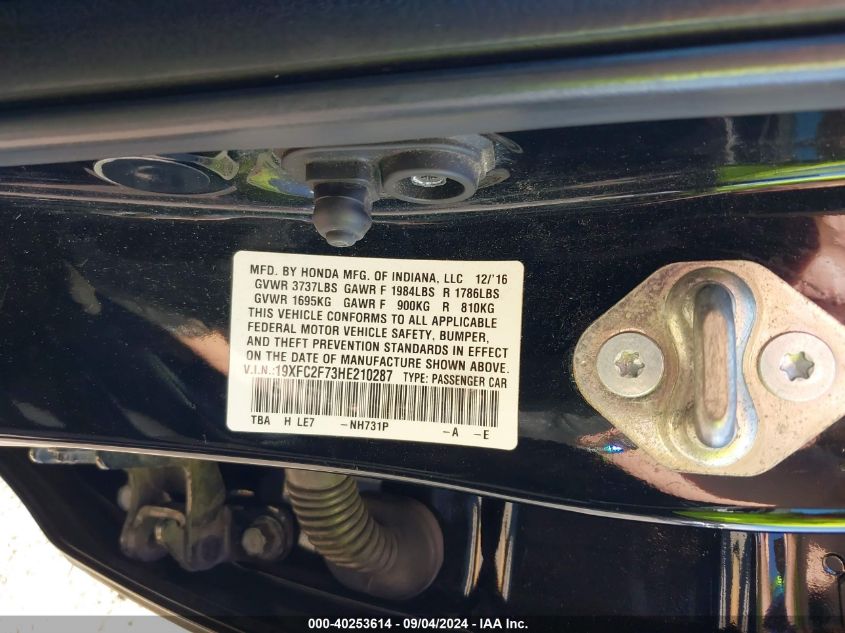 MFD. BY HONDA MFG. OF INDIANA, LLC 12/'16
GVWR 3737LBS GAWR F 1984LBS R 1786LBS
GVWR 1695KG GAWR F 900KG R 810KG
THIS VEHICLE CONFORMS TO ALL APPLICABLE
FEDERAL MOTOR VEHICLE SAFETY, BUMPER,
AND THEFT PREVENTION STANDARDS IN EFFECT
ON THE DATE OF MANUFACTURE SHOWN ABOVE.
V.I.N.:19XFC2F73HE210287 TYPE: PASSENGER CAR
TBA H LE7 -NH731P -A -E
000-40253614 - 09/04/2024 - IAA Inc.